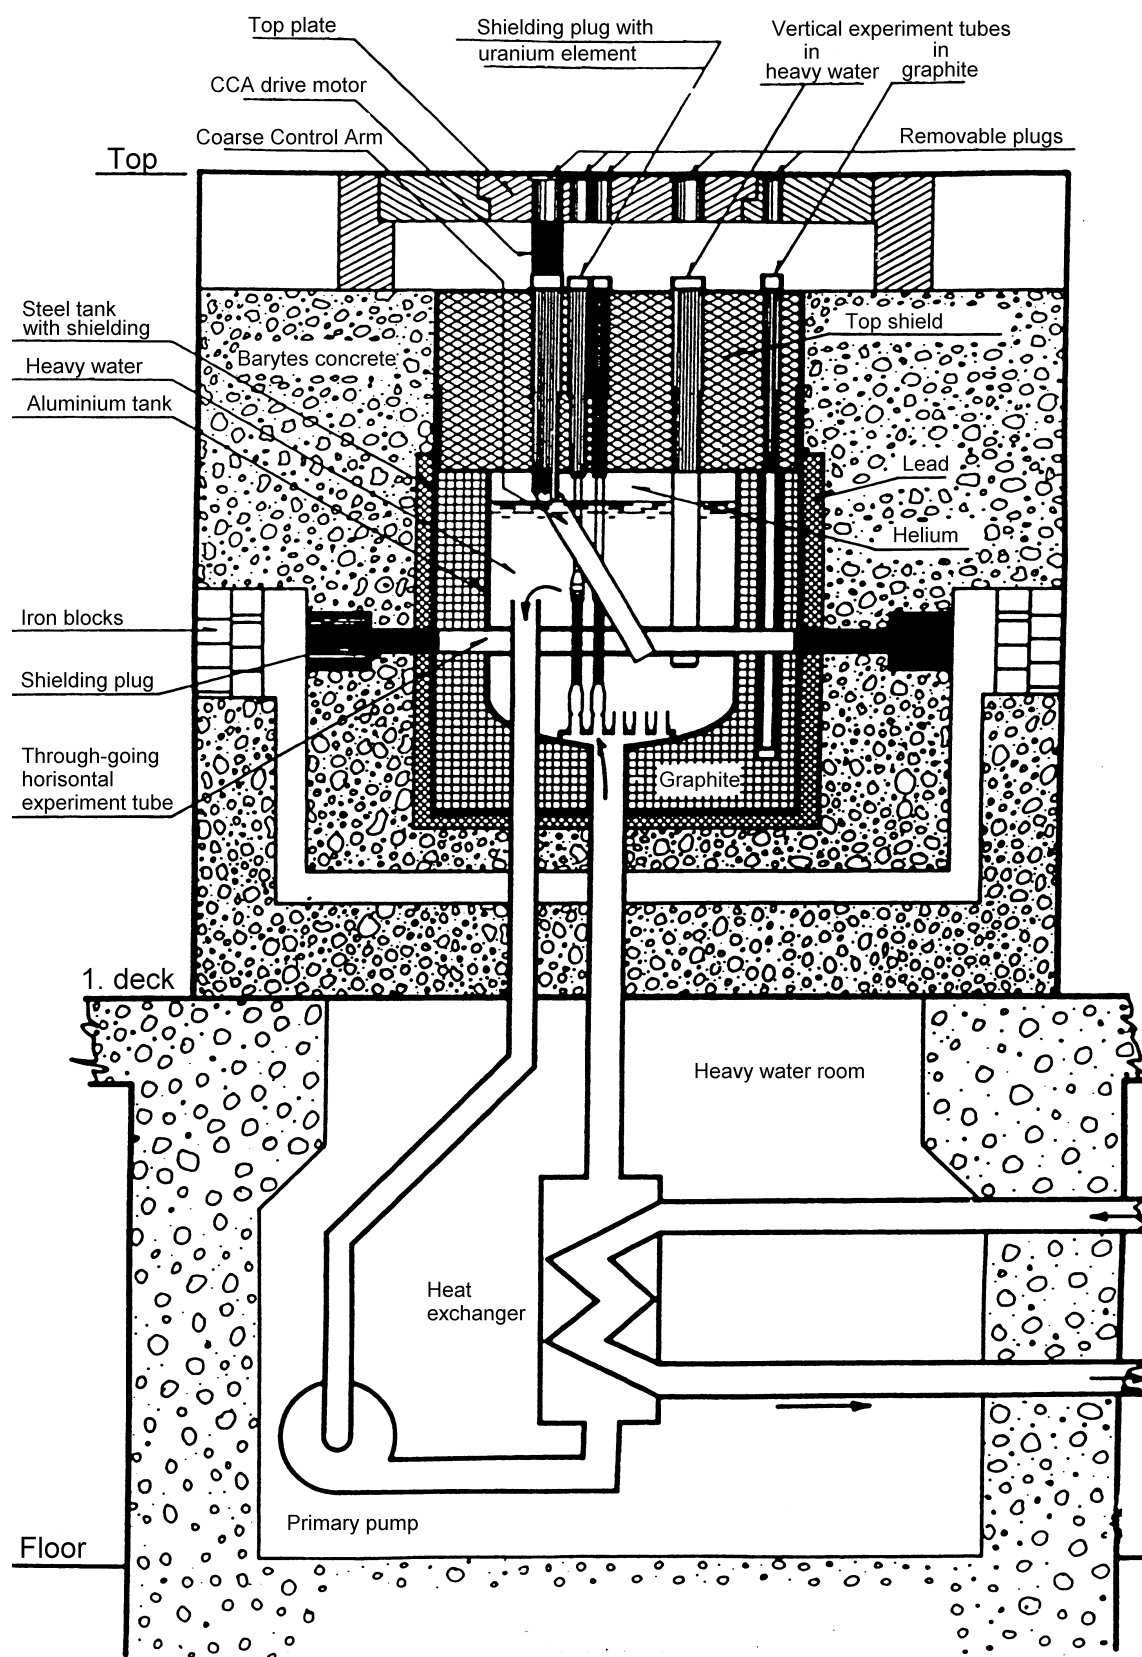 Top plate
Shielding plug with
uranium element
Vertical experiment tubes
in
heavy water
in
graphite
CCA drive motor
Coarse Control Arm
Removable plugs
Top
Steel tank
with shielding
Barytes concrete
Top shield
Heavy water
Aluminium tank
Lead
Helium
Iron blocks
Shielding plug
Through-going
horisontal
experiment tube
Graphite
1. deck
Heavy water room
Heat
exchanger
Primary pump
Floor